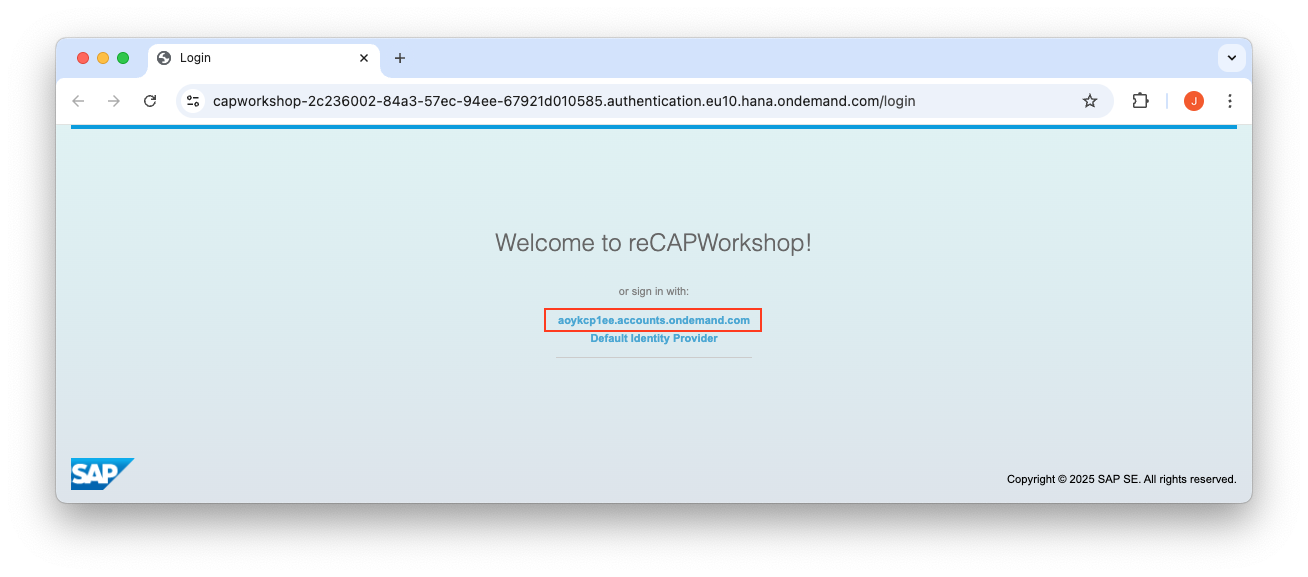 Login
capworkshop-2c236002-84a3-57ec-94ee-67921d010585.authentication.eu10.hana.ondemand.com/login
J
Welcome to reCAPWorkshop!
or sign in with:
aoykcp1ee.accounts.ondemand.com
Default Identity Provider
SAP
Copyright © 2025 SAP SE. All rights reserved.